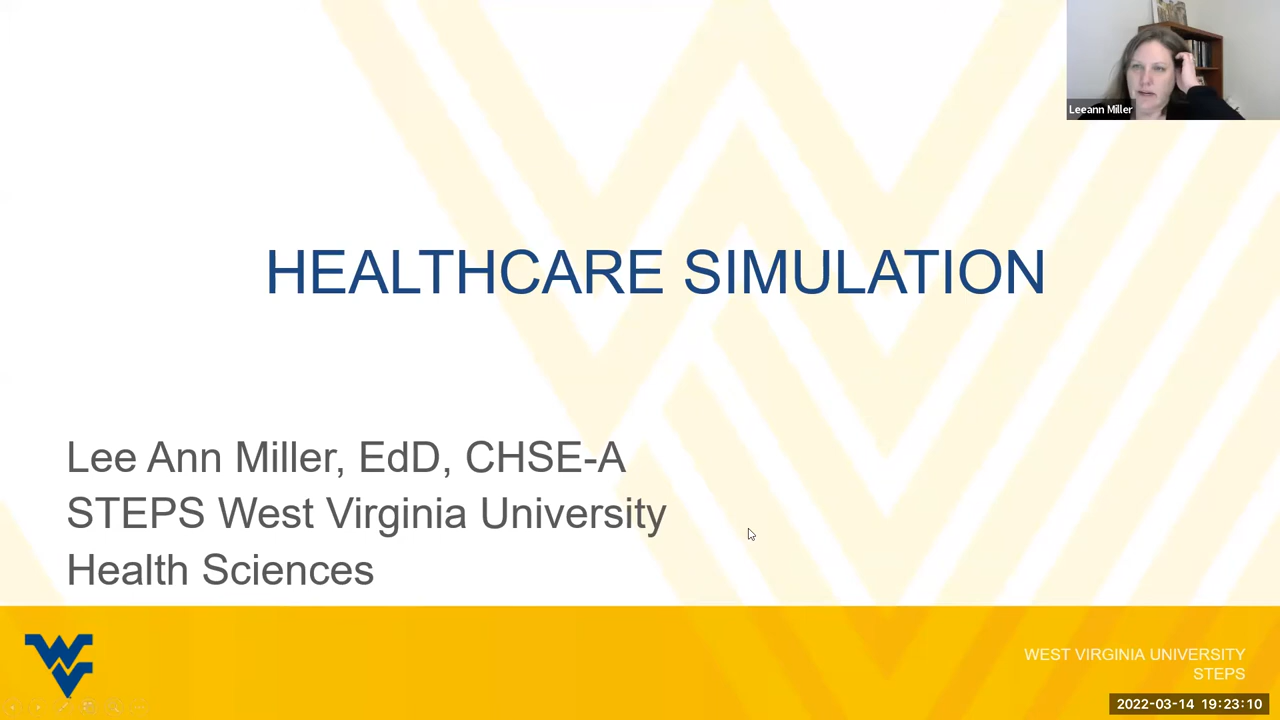 Leeann Miller
HEALTHCARE SIMULATION
Lee Ann Miller, EdD, CHSE-A
STEPS West Virginia University
Health Sciences
WV
WEST VIRGINIA UNIVERSITY
STEPS
2022-03-14 19:23:10